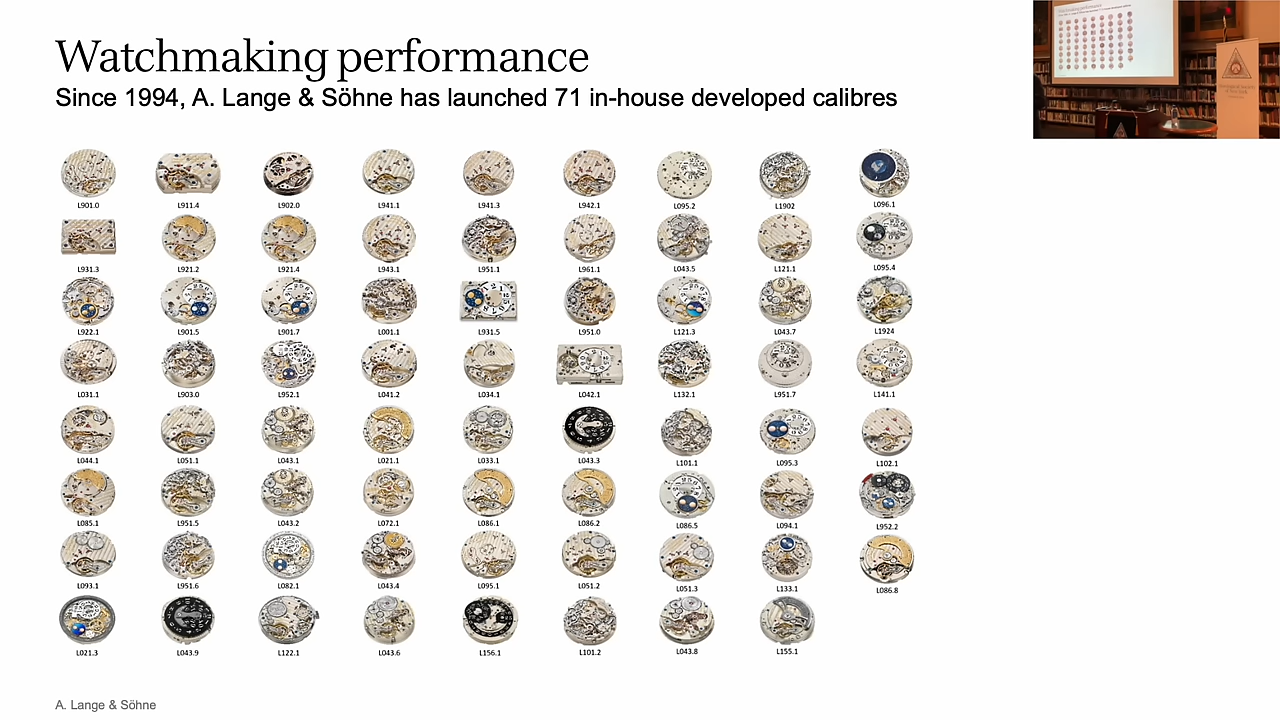 Watchmaking performance
Since 1994, A. Lange & Söhne has launched 71 in-house developed calibres
L901.0 L911.4 L902.0 L941.1 L941.3 L942.1 L095.2 L1902 L096.1
L931.3 L921.2 L921.4 L943.1 L951.1 L961.1 L043.5 L121.1 L095.4
L922.1 L901.5 L901.7 L001.1 L931.5 L951.0 L121.3 L043.7 L1924
L031.1 L903.0 L952.1 L041.2 L034.1 L042.1 L132.1 L951.7 L141.1
L044.1 L051.1 L043.1 L021.1 L033.1 L043.3 L101.1 L095.3 L102.1
L085.1 L951.5 L043.2 L072.1 L086.1 L086.2 L086.5 L094.1 L952.2
L093.1 L951.6 L082.1 L043.4 L095.1 L051.2 L051.3 L133.1 L086.8
L021.3 L043.9 L122.1 L043.6 L156.1 L101.2 L043.8 L155.1
A. Lange & Söhne